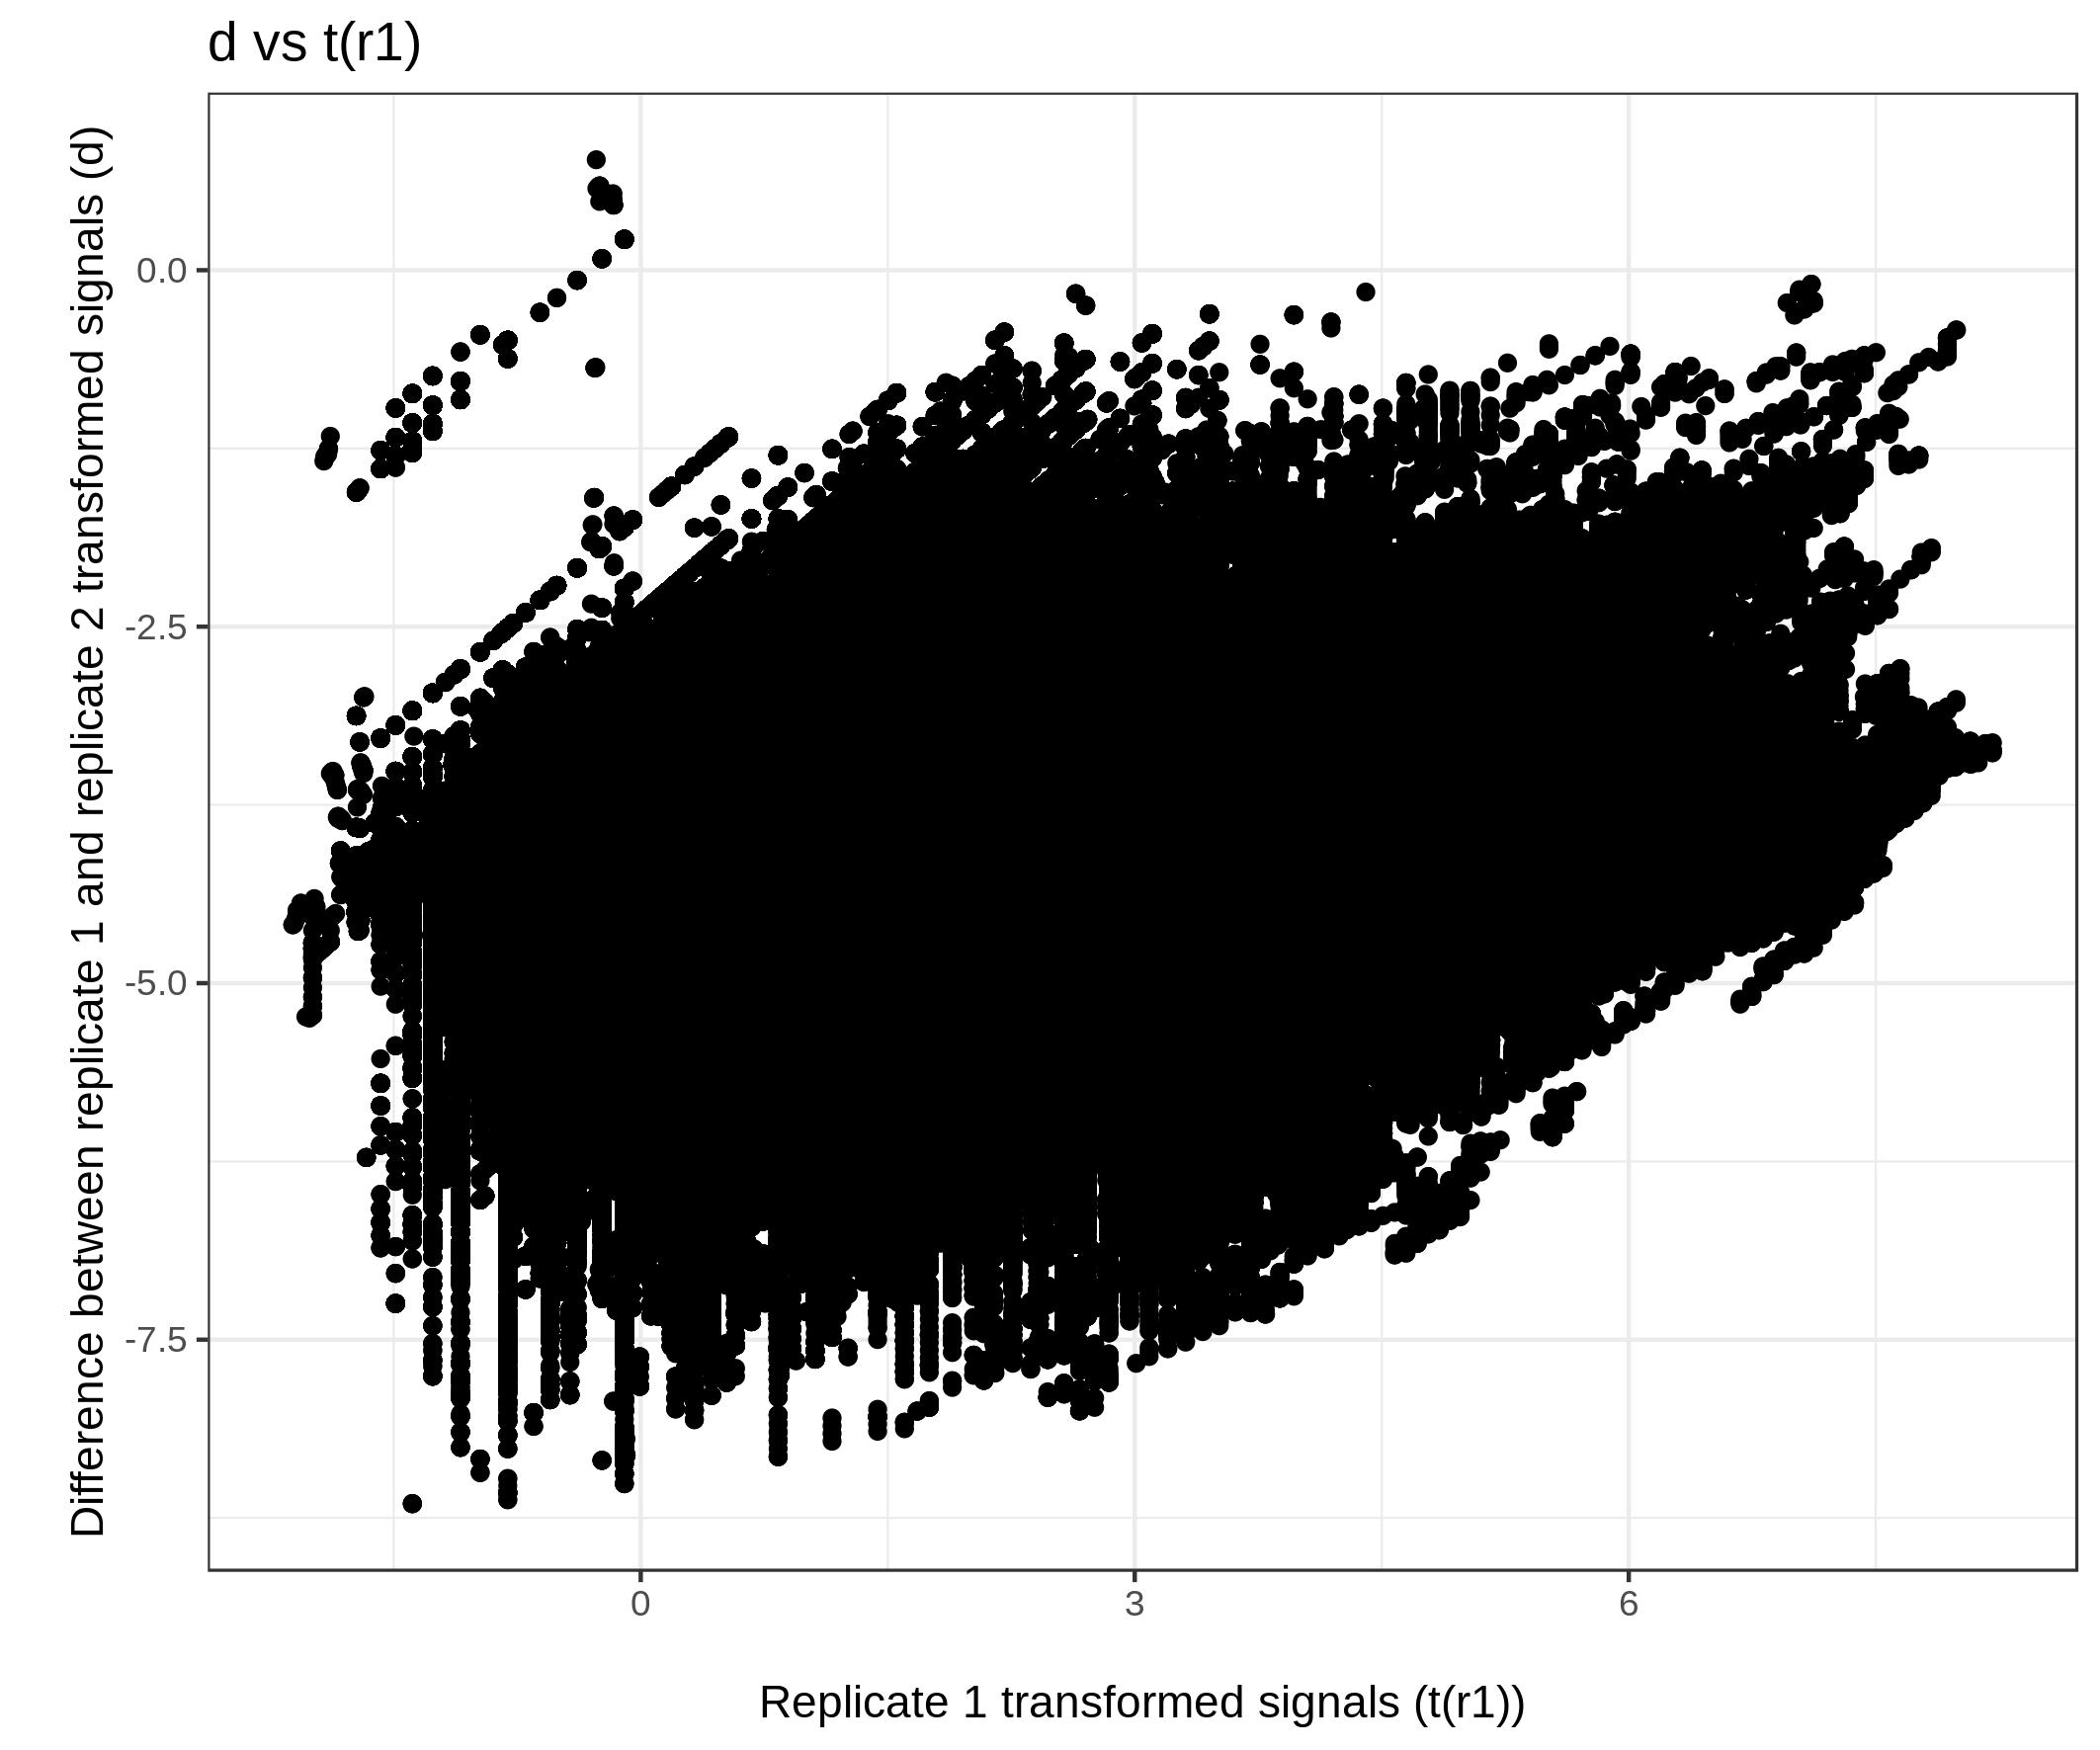 d vs t(r1)
Difference between replicate 1 and replicate 2 transformed signals (d)
0.0
-2.5
-5.0
-7.5
0 3 6
Replicate 1 transformed signals (t(r1))